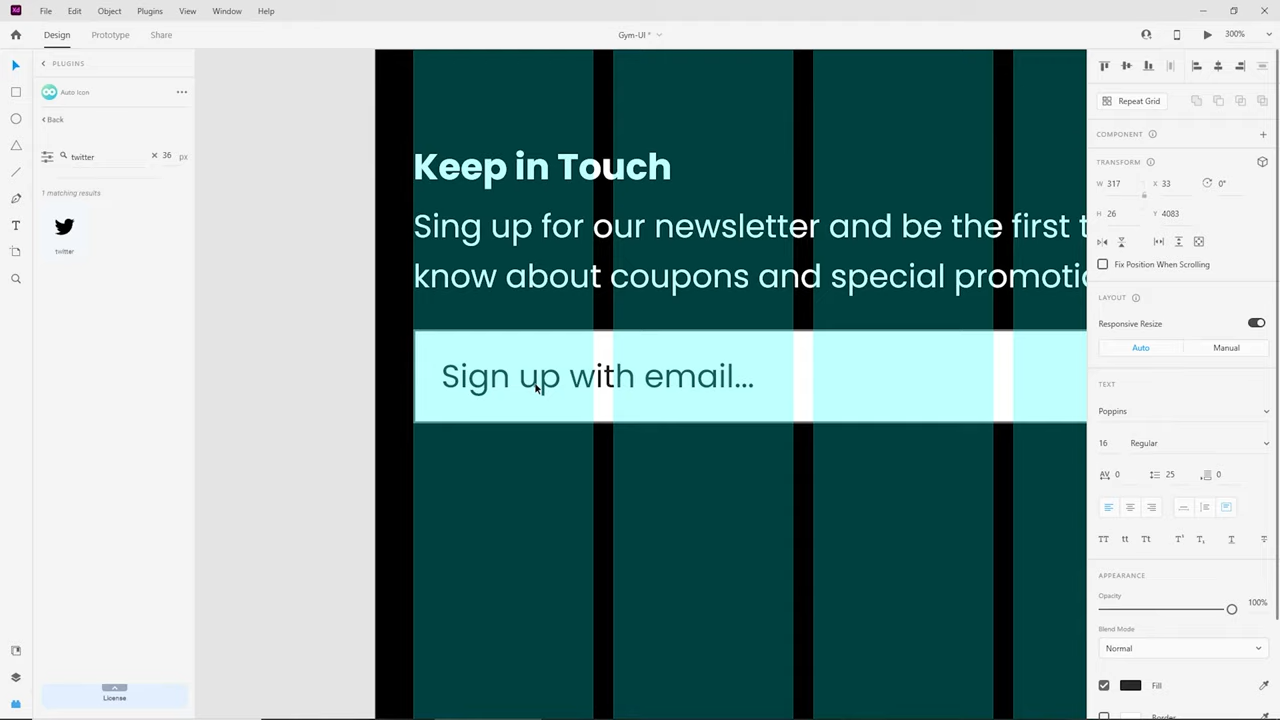 File Edit Object Plugins View Window Help
Design Prototype Share
Gym-UI *
300%
PLUGINS
Auto Icon
Back
twitter
36 px
1 matching results
twitter
License
Keep in Touch
Sing up for our newsletter and be the first t
know about coupons and special promotic
Sign up with email...
Repeat Grid
COMPONENT
TRANSFORM
W 317 X 33 0°
H 26 Y 4083
Fix Position When Scrolling
LAYOUT
Responsive Resize
Auto Manual
TEXT
Poppins
16 Regular
AV 0 25 0
TT tt Tt T¹ T₁ T T
APPEARANCE
Opacity
100%
Blend Mode
Normal
Fill
Border